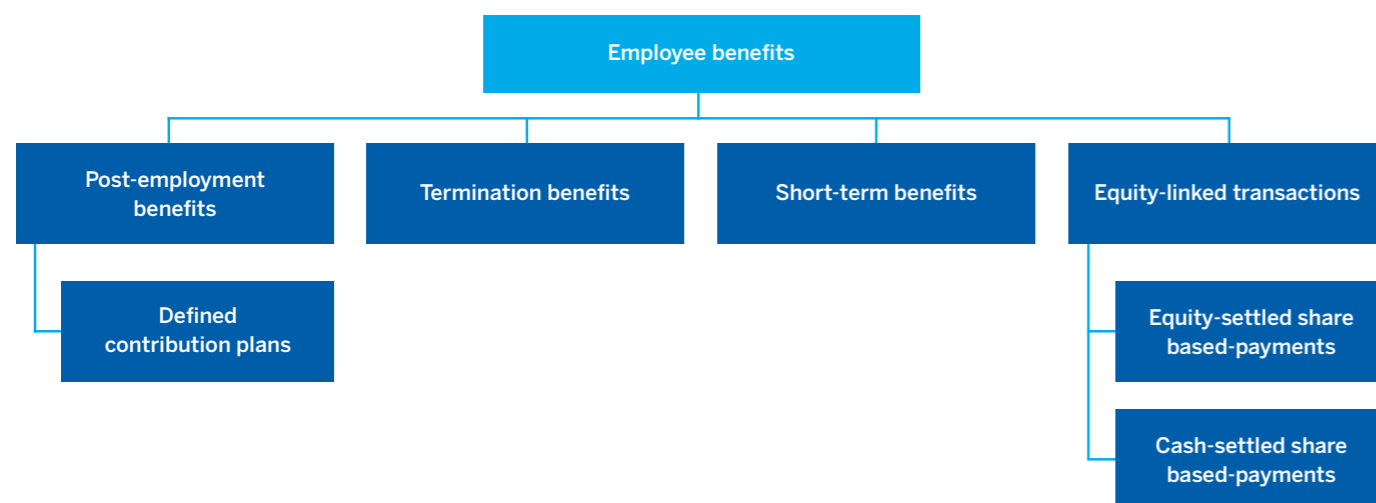 Employee benefits
Post-employment
benefits
Termination benefits
Short-term benefits
Equity-linked transactions
Defined
contribution plans
Equity-settled share
based-payments
Cash-settled share
based-payments